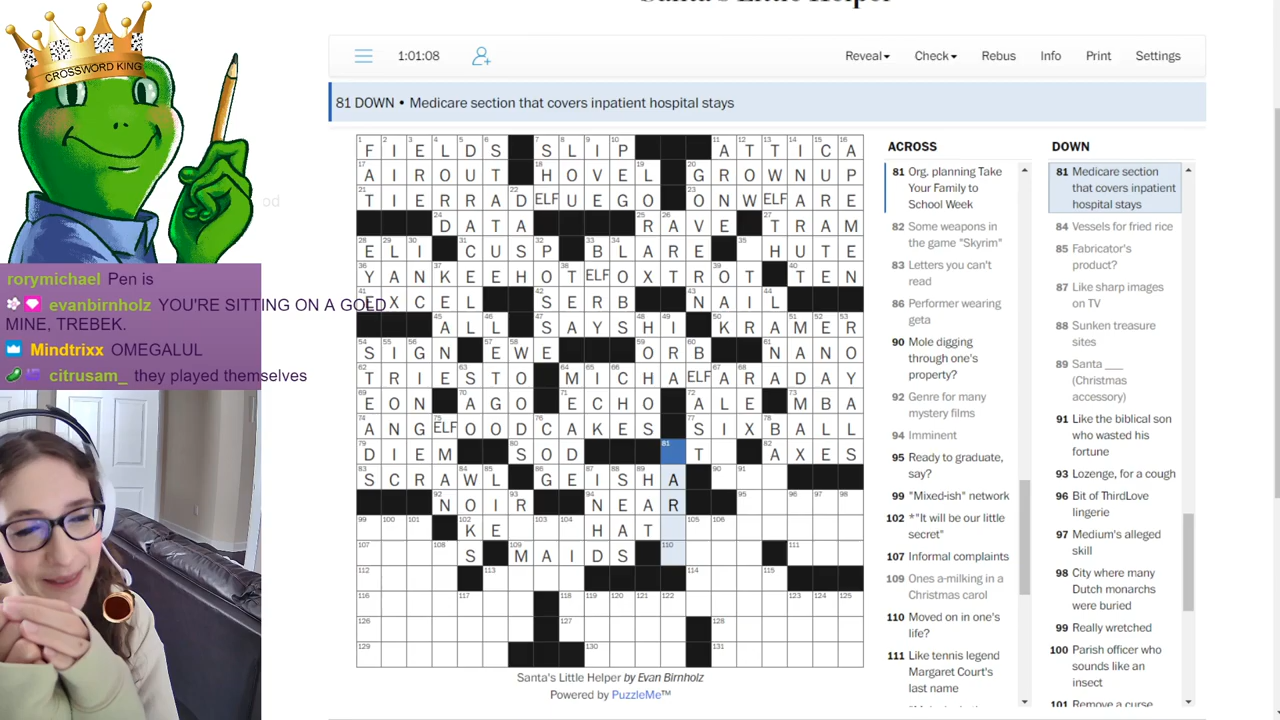 Santa's Little Helper
CROSSWORD KING
1:01:08
Reveal
Check
Rebus
Info
Print
Settings
81 DOWN • Medicare section that covers inpatient hospital stays
od
rorymichael Pen is
evanbirnholz YOU'RE SITTING ON A GOLD
MINE, TREBEK.
Mindtrixx OMEGALUL
citrusam_ they played themselves
F I E L D S S L I P A T T I C A
A I R O U T H O V E L G R O W N U P
T I E R R A D ELF U E G O O N W ELF A R E
D A T A R A V E T R A M
E L I C U S P B L A R E H U T E
Y A N K E E H O T ELF O X T R O T T E N
E X C E L S E R B N A I L
A L L S A Y S H I K R A M E R
S I G N E W E O R B N A N O
T R I E S T O M I C H A ELF A R A D A Y
E O N A G O E C H O A L E M B A
A N G ELF O O D C A K E S S I X B A L L
D I E M S O D T A X E S
S C R A W L G E I S H A
N O I R N E A R
K E H A T
S M A I D S
Santa's Little Helper by Evan Birnholz
Powered by PuzzleMe™
ACROSS
81 Org. planning Take
Your Family to
School Week
82 Some weapons in
the game "Skyrim"
83 Letters you can't
read
86 Performer wearing
geta
90 Mole digging
through one's
property?
92 Genre for many
mystery films
94 Imminent
95 Ready to graduate,
say?
99 "Mixed-ish" network
102 *"It will be our little
secret"
107 Informal complaints
109 Ones a-milking in a
Christmas carol
110 Moved on in one's
life?
111 Like tennis legend
Margaret Court's
last name
DOWN
81 Medicare section
that covers inpatient
hospital stays
84 Vessels for fried rice
85 Fabricator's
product?
87 Like sharp images
on TV
88 Sunken treasure
sites
89 Santa ___
(Christmas
accessory)
91 Like the biblical son
who wasted his
fortune
93 Lozenge, for a cough
96 Bit of ThirdLove
lingerie
97 Medium's alleged
skill
98 City where many
Dutch monarchs
were buried
99 Really wretched
100 Parish officer who
sounds like an
insect
101 Remove a curse